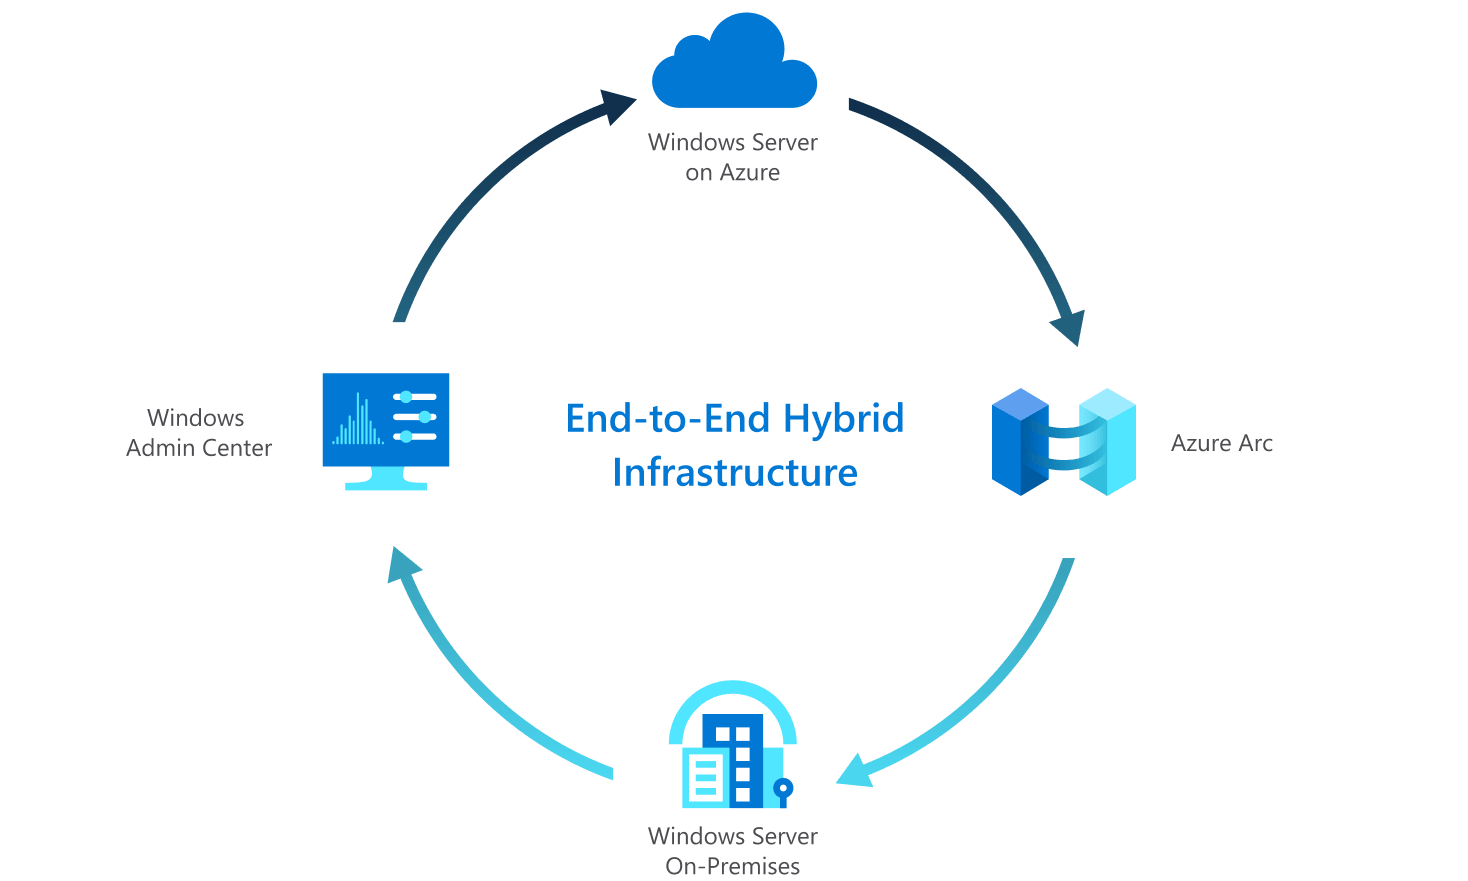 Windows Server
on Azure
Windows
Admin Center
End-to-End Hybrid
Infrastructure
Azure Arc
Windows Server
On-Premises